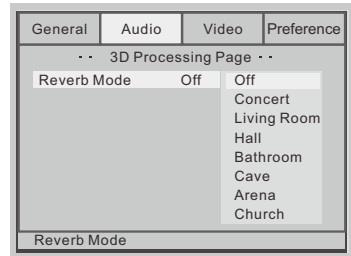 General Audio Video Preference
-- 3D Processing Page --
Reverb Mode Off Off
Concert
Living Room
Hall
Bathroom
Cave
Arena
Church
Reverb Mode